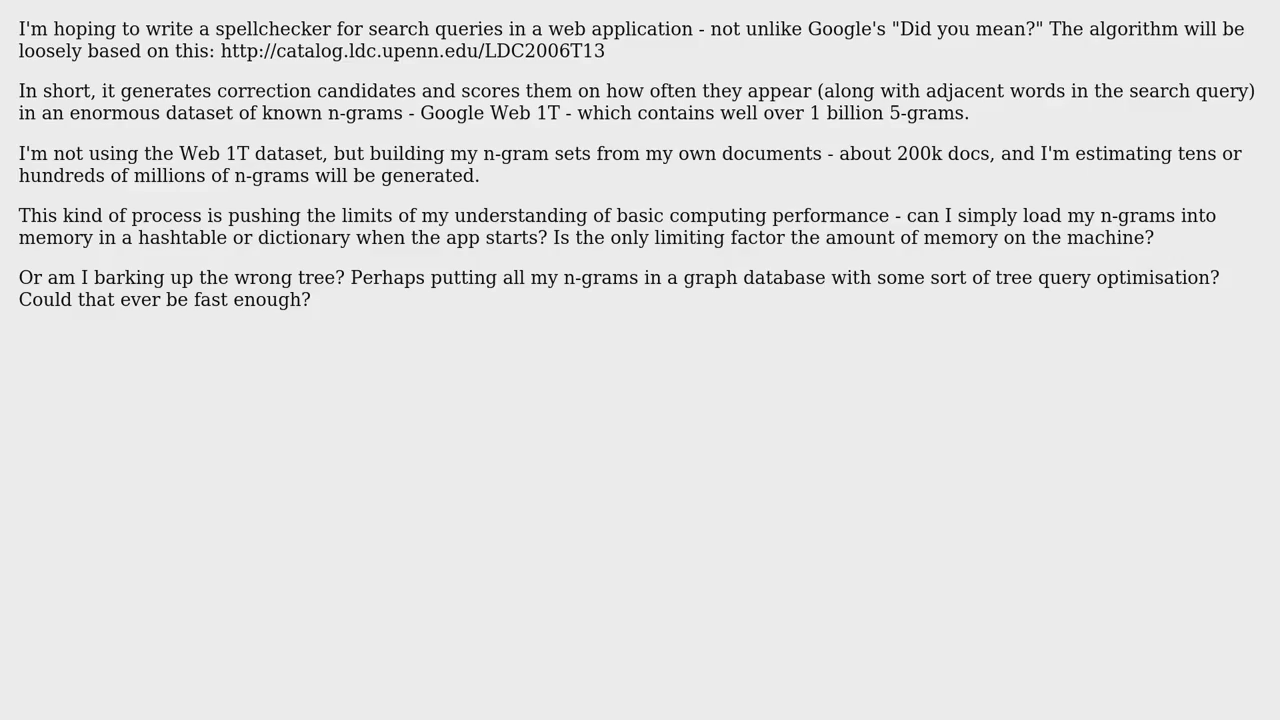 I'm hoping to write a spellchecker for search queries in a web application - not unlike Google's "Did you mean?" The algorithm will be
loosely based on this: http://catalog.ldc.upenn.edu/LDC2006T13
In short, it generates correction candidates and scores them on how often they appear (along with adjacent words in the search query)
in an enormous dataset of known n-grams - Google Web 1T - which contains well over 1 billion 5-grams.
I'm not using the Web 1T dataset, but building my n-gram sets from my own documents - about 200k docs, and I'm estimating tens or
hundreds of millions of n-grams will be generated.
This kind of process is pushing the limits of my understanding of basic computing performance - can I simply load my n-grams into
memory in a hashtable or dictionary when the app starts? Is the only limiting factor the amount of memory on the machine?
Or am I barking up the wrong tree? Perhaps putting all my n-grams in a graph database with some sort of tree query optimisation?
Could that ever be fast enough?